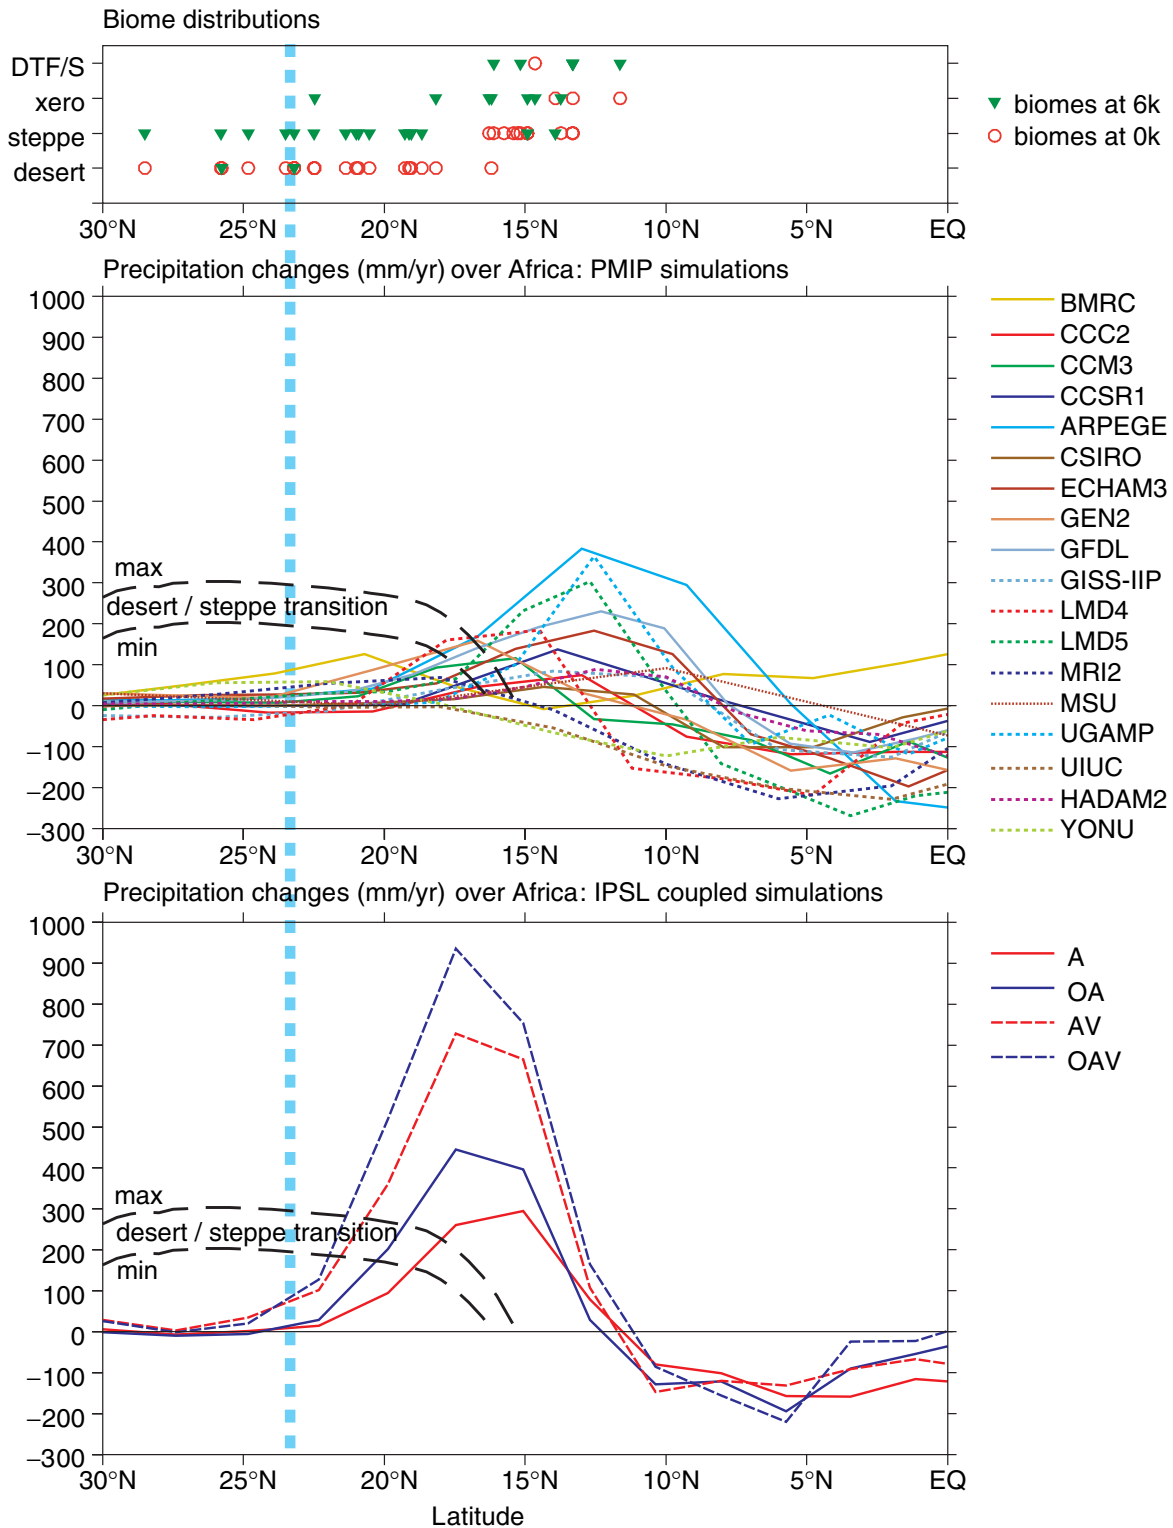 Biome distributions
DTF/S
xero
steppe
desert
biomes at 6k
biomes at 0k
30°N 25°N 20°N 15°N 10°N 5°N EQ
Precipitation changes (mm/yr) over Africa: PMIP simulations
1000
900
800
700
600
500
400
300
200
100
0
–100
–200
–300
max
desert / steppe transition
min
30°N 25°N 20°N 15°N 10°N 5°N EQ
BMRC
CCC2
CCM3
CCSR1
ARPEGE
CSIRO
ECHAM3
GEN2
GFDL
GISS-IIP
LMD4
LMD5
MRI2
MSU
UGAMP
UIUC
HADAM2
YONU
Precipitation changes (mm/yr) over Africa: IPSL coupled simulations
1000
900
800
700
600
500
400
300
200
100
0
–100
–200
–300
max
desert / steppe transition
min
A
OA
AV
OAV
30°N 25°N 20°N 15°N 10°N 5°N EQ
Latitude